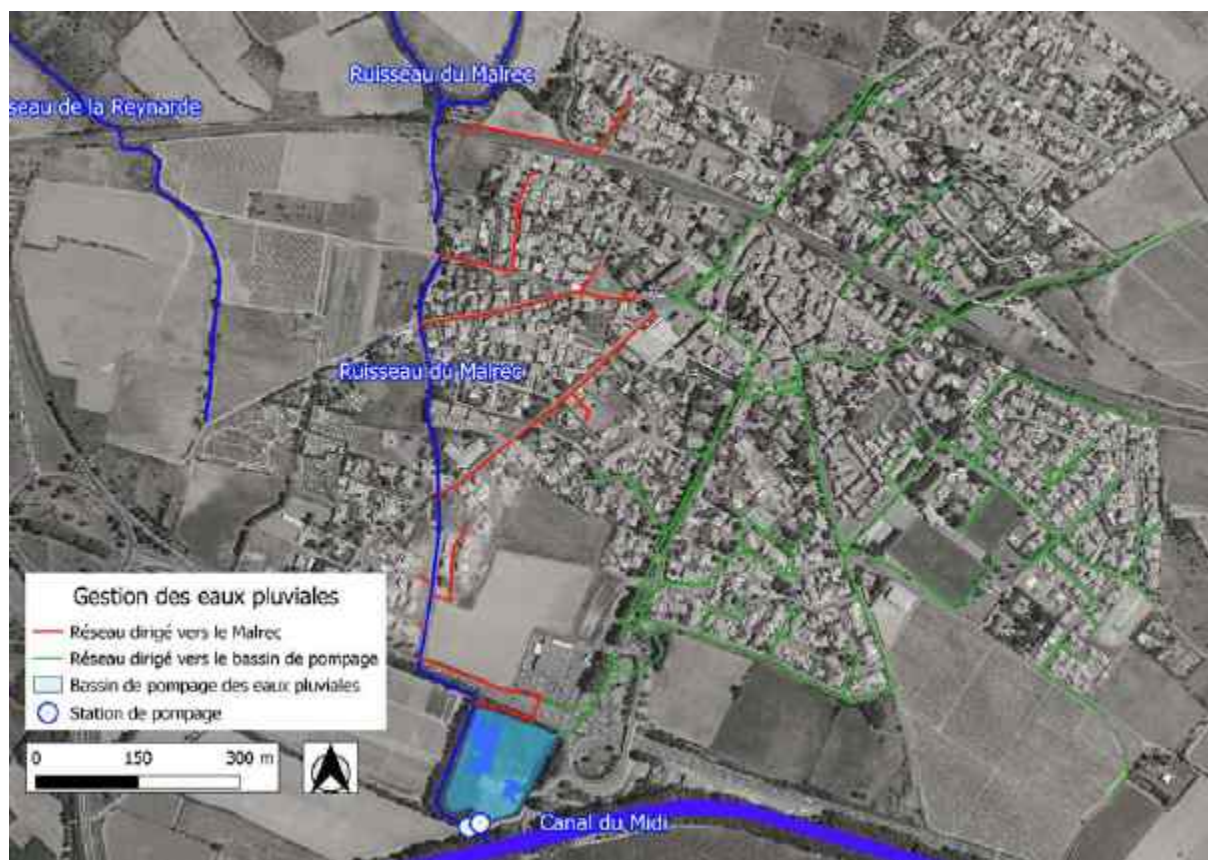 Ruisseau du Malrec
seau de la Reynarde
Ruisseau du Malrec
Gestion des eaux pluviales
Réseau dirigé vers le Malrec
Réseau dirigé vers le bassin de pompage
Bassin de pompage des eaux pluviales
Station de pompage
0 150 300 m
Canal du Midi